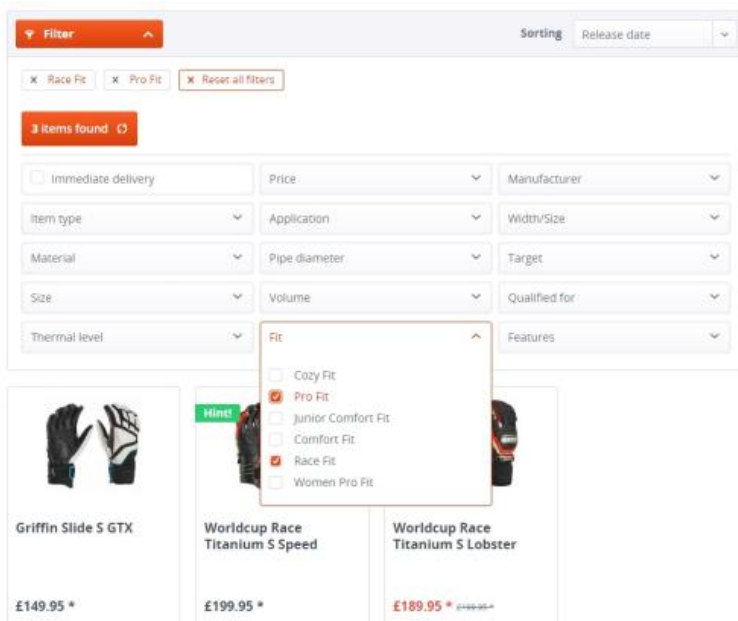 Filter
Sorting
Release date
x Race Fit
x Pro Fit
x Reset all filters
3 items found
Immediate delivery
Price
Manufacturer
Item type
Application
Width/Size
Material
Pipe diameter
Target
Size
Volume
Qualified for
Thermal level
Fit
Features
Cozy Fit
Pro Fit
Junior Comfort Fit
Comfort Fit
Race Fit
Women Pro Fit
Hint!
Griffin Slide S GTX
Worldcup Race
Titanium S Speed
Worldcup Race
Titanium S Lobster
£149.95 *
£199.95 *
£189.95 *